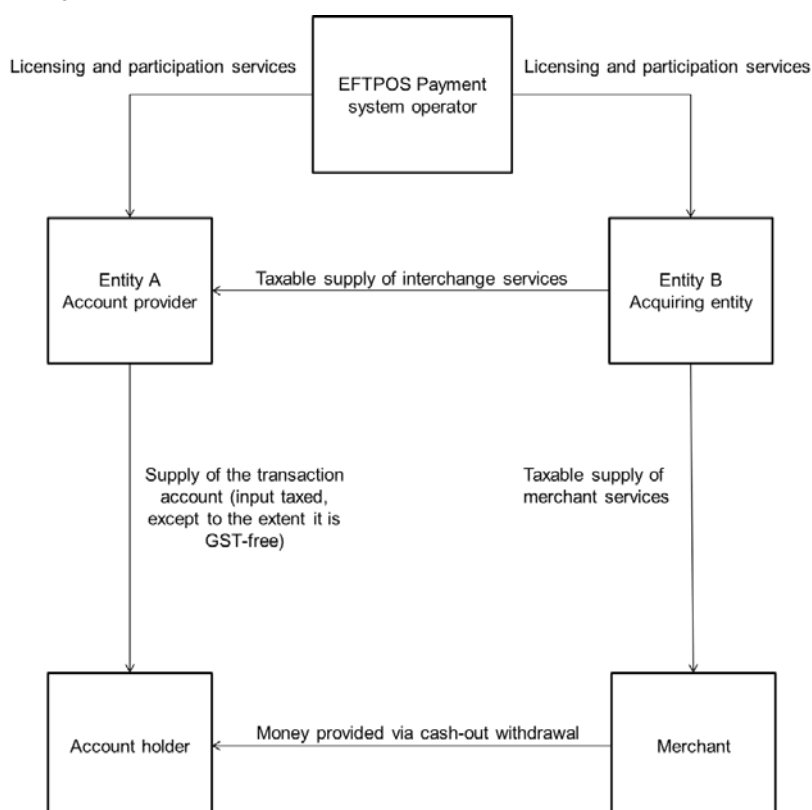 Licensing and participation services
EFTPOS Payment
system operator
Licensing and participation services
Entity A
Account provider
Taxable supply of interchange services
Entity B
Acquiring entity
Supply of the transaction
account (input taxed,
except to the extent it is
GST-free)
Taxable supply of
merchant services
Account holder
Money provided via cash-out withdrawal
Merchant